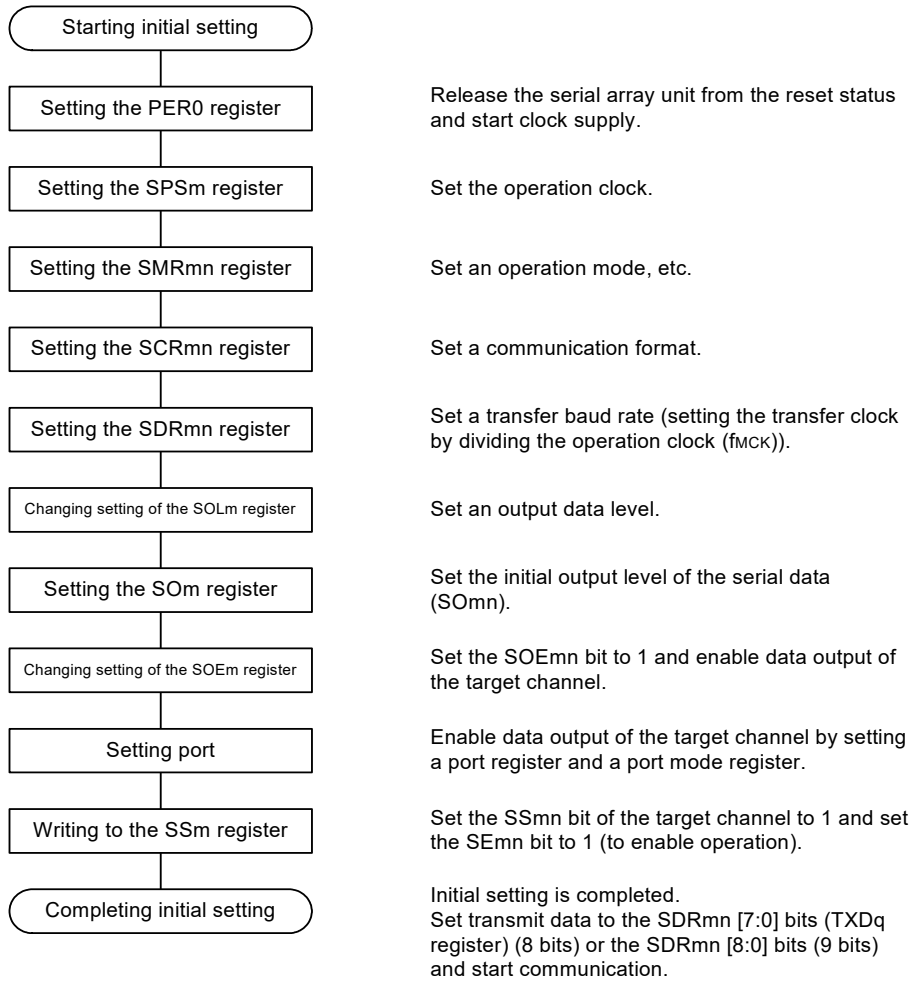 Starting initial setting
Setting the PER0 register
Release the serial array unit from the reset status
and start clock supply.
Setting the SPSm register
Set the operation clock.
Setting the SMRmn register
Set an operation mode, etc.
Setting the SCRmn register
Set a communication format.
Setting the SDRmn register
Set a transfer baud rate (setting the transfer clock
by dividing the operation clock (fMCK)).
Changing setting of the SOLm register
Set an output data level.
Setting the SOm register
Set the initial output level of the serial data
(SOmn).
Changing setting of the SOEm register
Set the SOEmn bit to 1 and enable data output of
the target channel.
Setting port
Enable data output of the target channel by setting
a port register and a port mode register.
Writing to the SSm register
Set the SSmn bit of the target channel to 1 and set
the SEmn bit to 1 (to enable operation).
Completing initial setting
Initial setting is completed.
Set transmit data to the SDRmn [7:0] bits (TXDq
register) (8 bits) or the SDRmn [8:0] bits (9 bits)
and start communication.